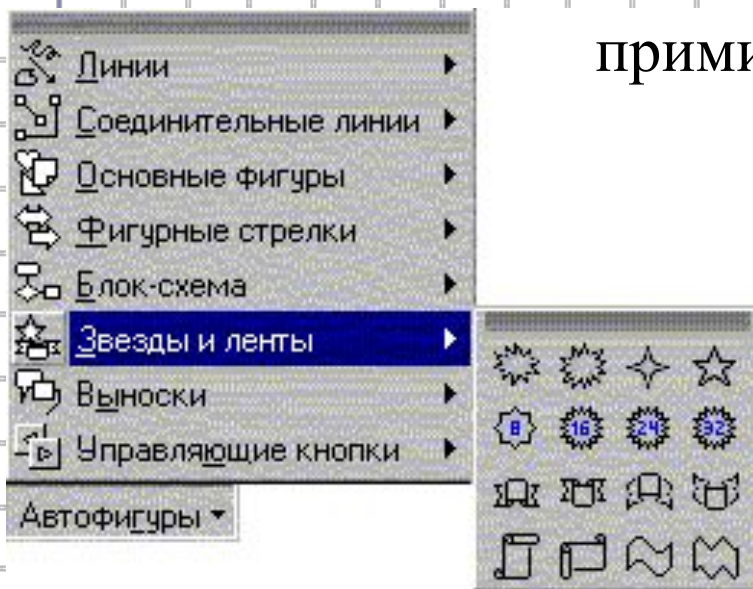 прими
Линии
Соединительные линии
Основные фигуры
Фигурные стрелки
Блок-схема
Звезды и ленты
Выноски
Управляющие кнопки
Автофигуры
8 16 24 32